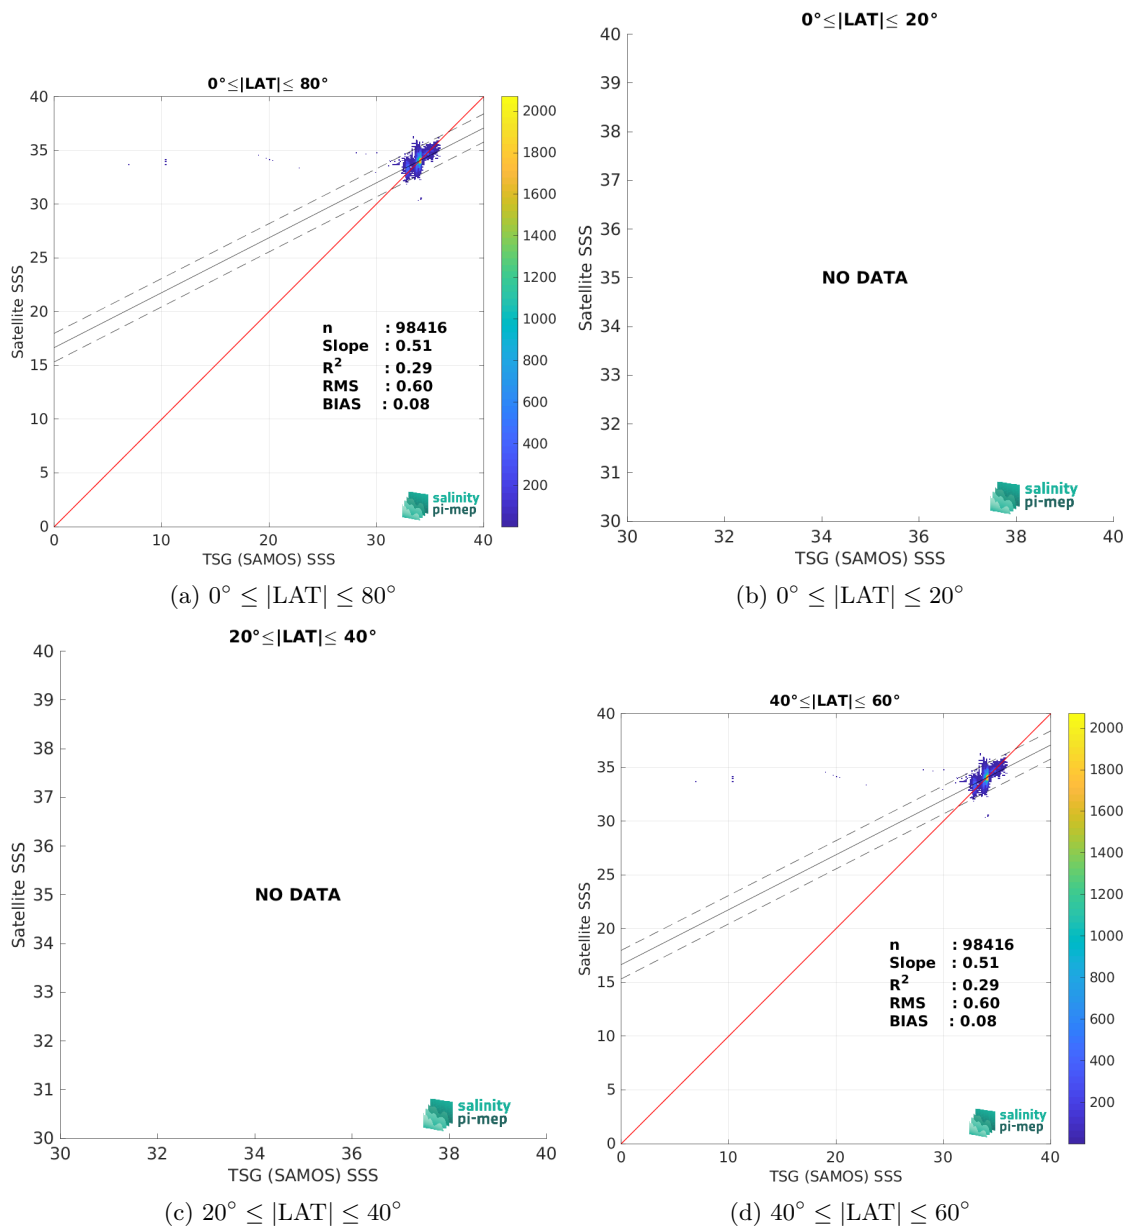 0°≤|LAT|≤ 80°
40
35
30
25
20
15
10
5
0
Satellite SSS
0
10
20
30
40
TSG (SAMOS) SSS
n : 98416
Slope : 0.51
R² : 0.29
RMS : 0.60
BIAS : 0.08
salinity
pi-mep
2000
1800
1600
1400
1200
1000
800
600
400
200
(a) 0° ≤ |LAT| ≤ 80°
0°≤|LAT|≤ 20°
40
39
38
37
36
35
34
33
32
31
30
Satellite SSS
NO DATA
salinity
pi-mep
30
32
34
36
38
40
TSG (SAMOS) SSS
(b) 0° ≤ |LAT| ≤ 20°
20°≤|LAT|≤ 40°
40
39
38
37
36
35
34
33
32
31
30
Satellite SSS
NO DATA
salinity
pi-mep
30
32
34
36
38
40
TSG (SAMOS) SSS
(c) 20° ≤ |LAT| ≤ 40°
40°≤|LAT|≤ 60°
40
35
30
25
20
15
10
5
0
Satellite SSS
n : 98416
Slope : 0.51
R² : 0.29
RMS : 0.60
BIAS : 0.08
salinity
pi-mep
0
10
20
30
40
TSG (SAMOS) SSS
2000
1800
1600
1400
1200
1000
800
600
400
200
(d) 40° ≤ |LAT| ≤ 60°